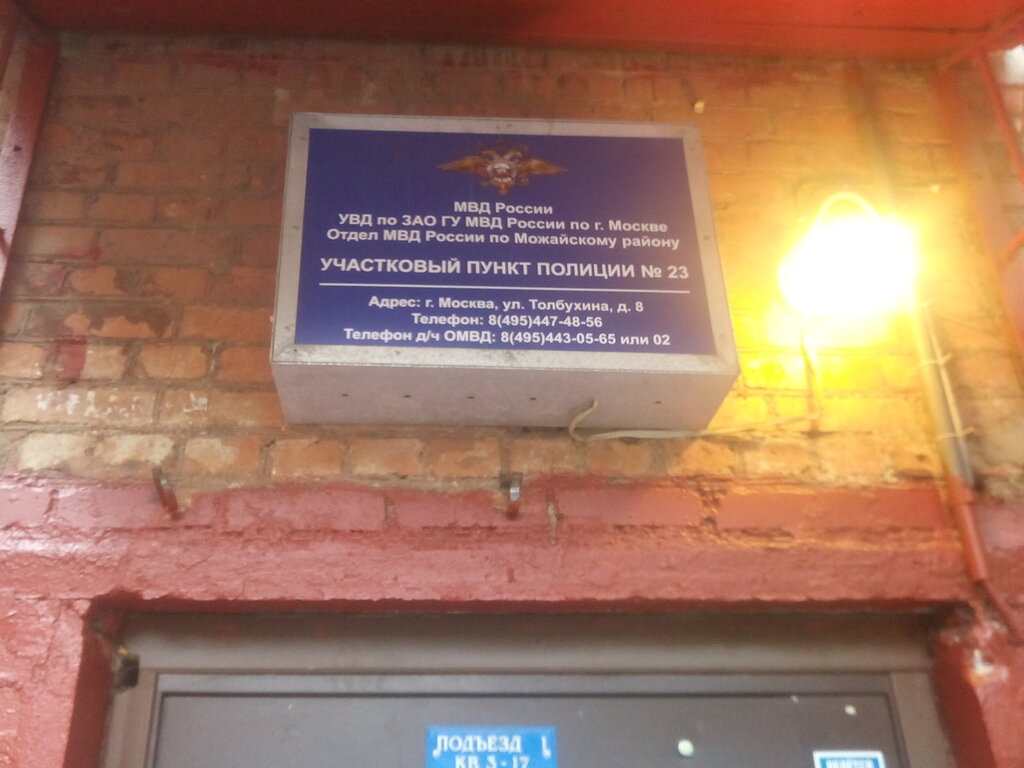 МВД России
УВД по ЗАО ГУ МВД России по г. Москве
Отдел МВД России по Можайскому району
УЧАСТКОВЫЙ ПУНКТ ПОЛИЦИИ № 23
Адрес: г. Москва, ул. Толбухина, д. 8
Телефон: 8(495)447-48-56
Телефон д/ч ОМВД: 8(495)443-05-65 или 02
ПОДЪЕЗД 1
КВ 3 - 17